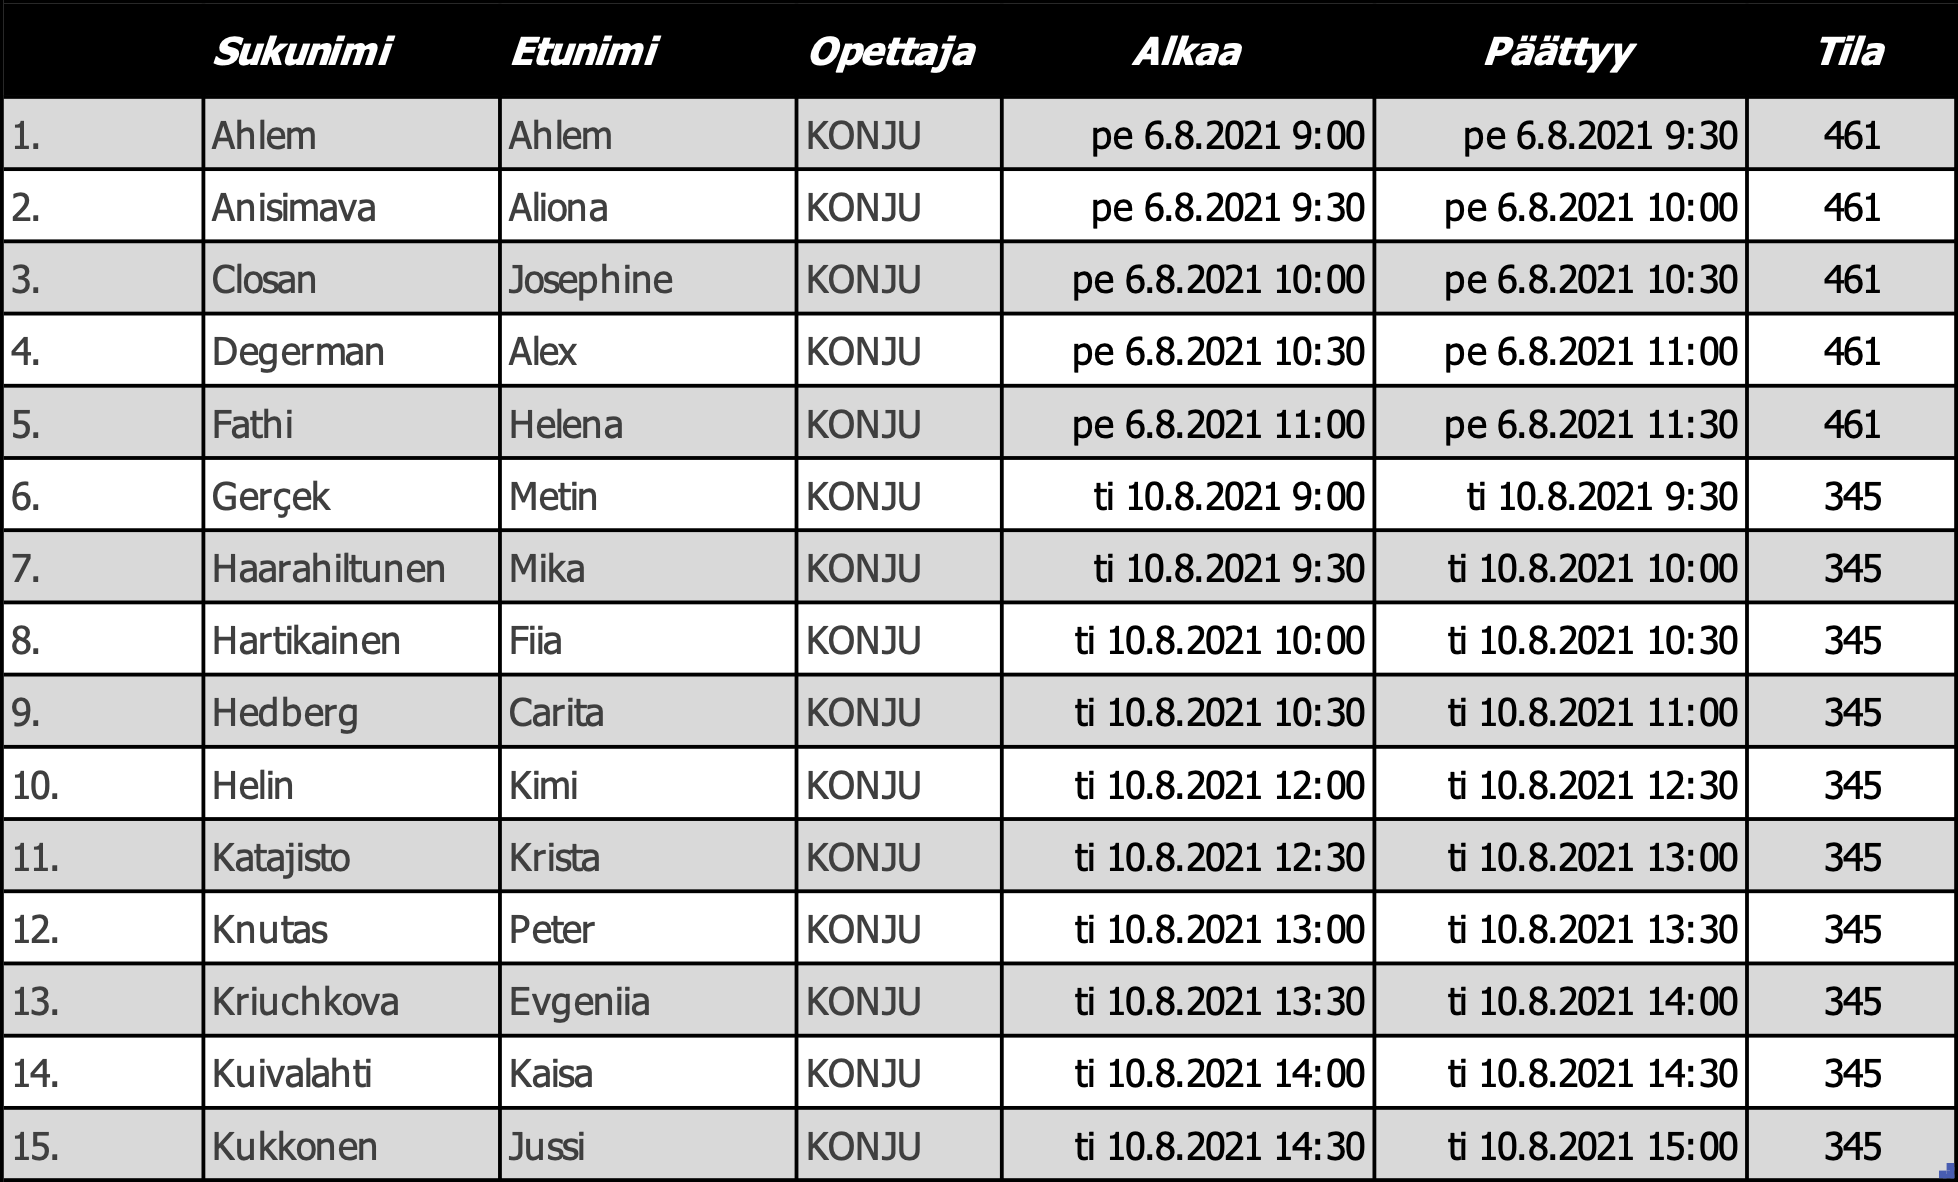 Sukunimi Etunimi Opettaja Alkaa Päättyy Tila
1. Ahlem Ahlem KONJU pe 6.8.2021 9:00 pe 6.8.2021 9:30 461
2. Anisimava Aliona KONJU pe 6.8.2021 9:30 pe 6.8.2021 10:00 461
3. Closan Josephine KONJU pe 6.8.2021 10:00 pe 6.8.2021 10:30 461
4. Degerman Alex KONJU pe 6.8.2021 10:30 pe 6.8.2021 11:00 461
5. Fathi Helena KONJU pe 6.8.2021 11:00 pe 6.8.2021 11:30 461
6. Gerçek Metin KONJU ti 10.8.2021 9:00 ti 10.8.2021 9:30 345
7. Haarahiltunen Mika KONJU ti 10.8.2021 9:30 ti 10.8.2021 10:00 345
8. Hartikainen Fiia KONJU ti 10.8.2021 10:00 ti 10.8.2021 10:30 345
9. Hedberg Carita KONJU ti 10.8.2021 10:30 ti 10.8.2021 11:00 345
10. Helin Kimi KONJU ti 10.8.2021 12:00 ti 10.8.2021 12:30 345
11. Katajisto Krista KONJU ti 10.8.2021 12:30 ti 10.8.2021 13:00 345
12. Knutas Peter KONJU ti 10.8.2021 13:00 ti 10.8.2021 13:30 345
13. Kriuchkova Evgeniia KONJU ti 10.8.2021 13:30 ti 10.8.2021 14:00 345
14. Kuivalahti Kaisa KONJU ti 10.8.2021 14:00 ti 10.8.2021 14:30 345
15. Kukkonen Jussi KONJU ti 10.8.2021 14:30 ti 10.8.2021 15:00 345